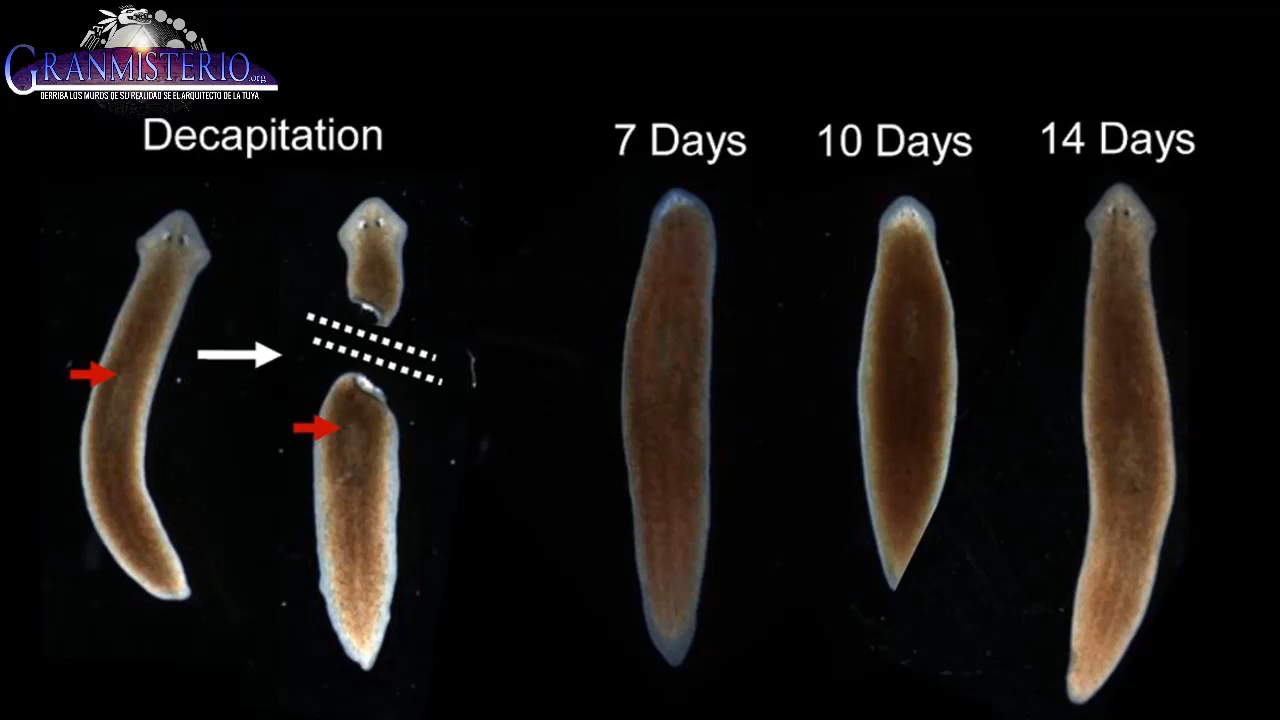 GRANMISTERIO.org
DERRIBA LOS MUROS DE SU REALIDAD SE EL ARQUITECTO DE LA TUYA
Decapitation
7 Days
10 Days
14 Days